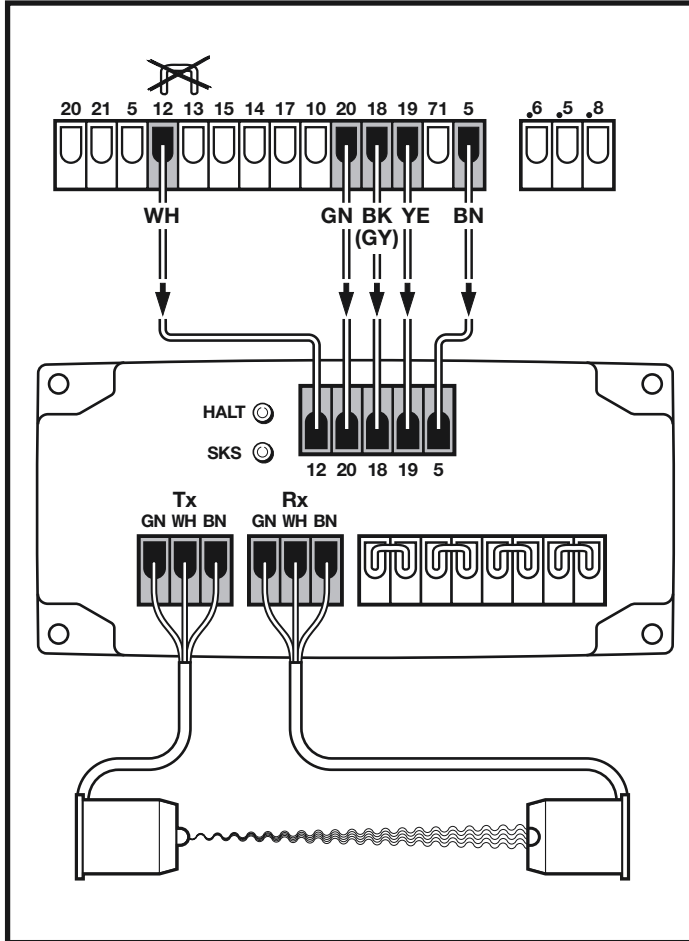 20 21 5 12 13 15 14 17 10 20 18 19 71 5 .6 .5 .8
WH GN BK YE BN
(GY)
HALT
SKS
12 20 18 19 5
Tx Rx
GN WH BN GN WH BN